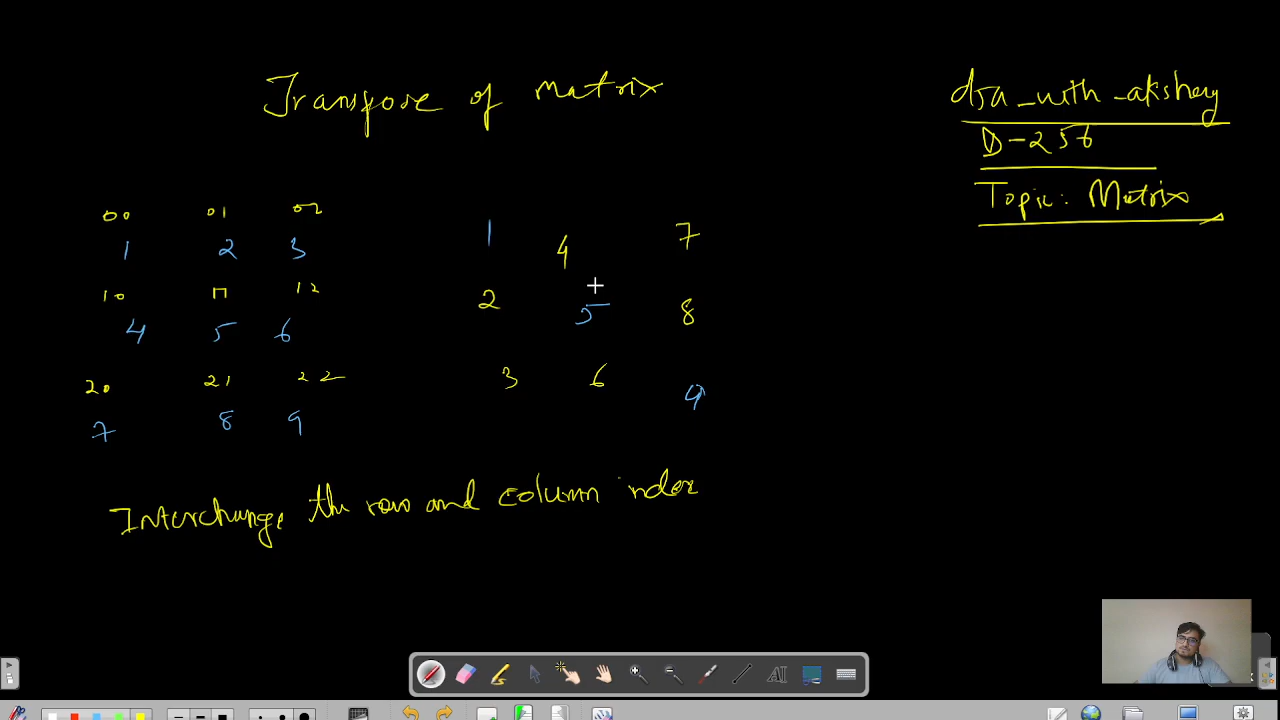 Transpose of matrix
dsa_with_akshay
D-256
Topic: Matrix
00 01 02
1 2 3
10 11 12
4 5 6
20 21 22
7 8 9
1 4 7
2 5 8
3 6 9
Interchange the row and column index